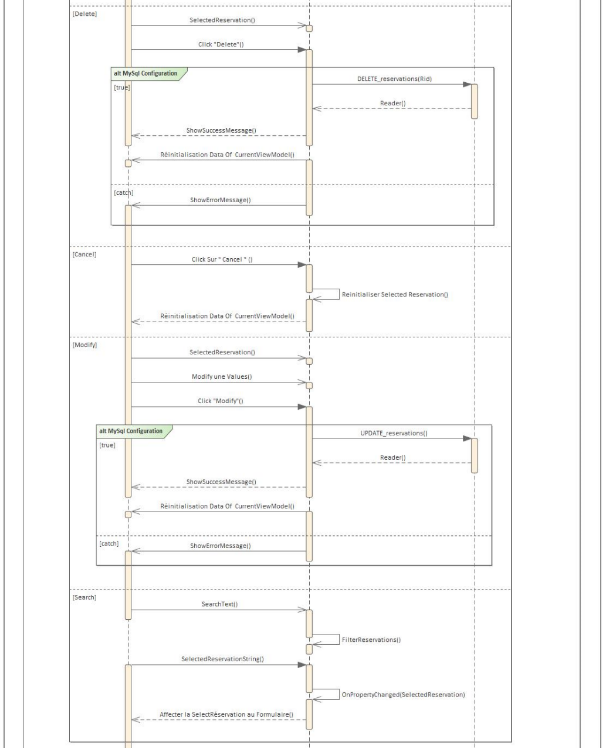 [Delete]
SelectedReservation()
Click "Delete"()
alt MySql Configuration
[true]
DELETE_reservations(Rid)
Reader()
ShowSuccessMessage()
Réinitialisation Data Of CurrentViewModel()
[catch]
ShowErrorMessage()
[Cancel]
Click Sur " Cancel " ()
Reinitialiser Selected Reservation()
Réinitialisation Data Of CurrentViewModel()
[Modify]
SelectedReservation()
Modify une Values()
Click "Modify"()
alt MySql Configuration
[true]
UPDATE_reservations()
Reader()
ShowSuccessMessage()
Réinitialisation Data Of CurrentViewModel()
[catch]
ShowErrorMessage()
[Search]
SearchText()
FilterReservations()
SelectedReservationString()
OnPropertyChanged(SelectedReservation)
Affecter la SelectRéservation au Formulaire()